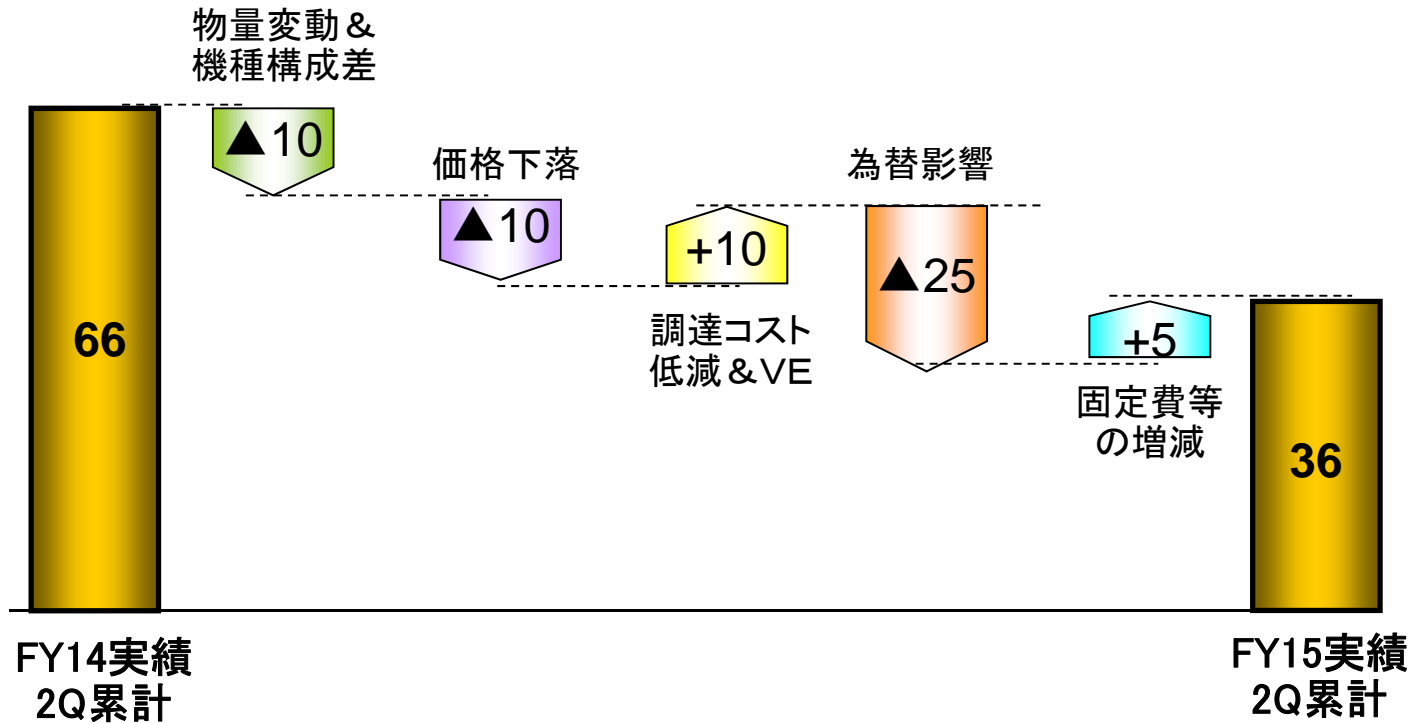 物量変動＆
機種構成差
▲10
価格下落
▲10
+10
調達コスト
低減＆VE
為替影響
▲25
+5
固定費等
の増減
66
36
FY14実績
2Q累計
FY15実績
2Q累計